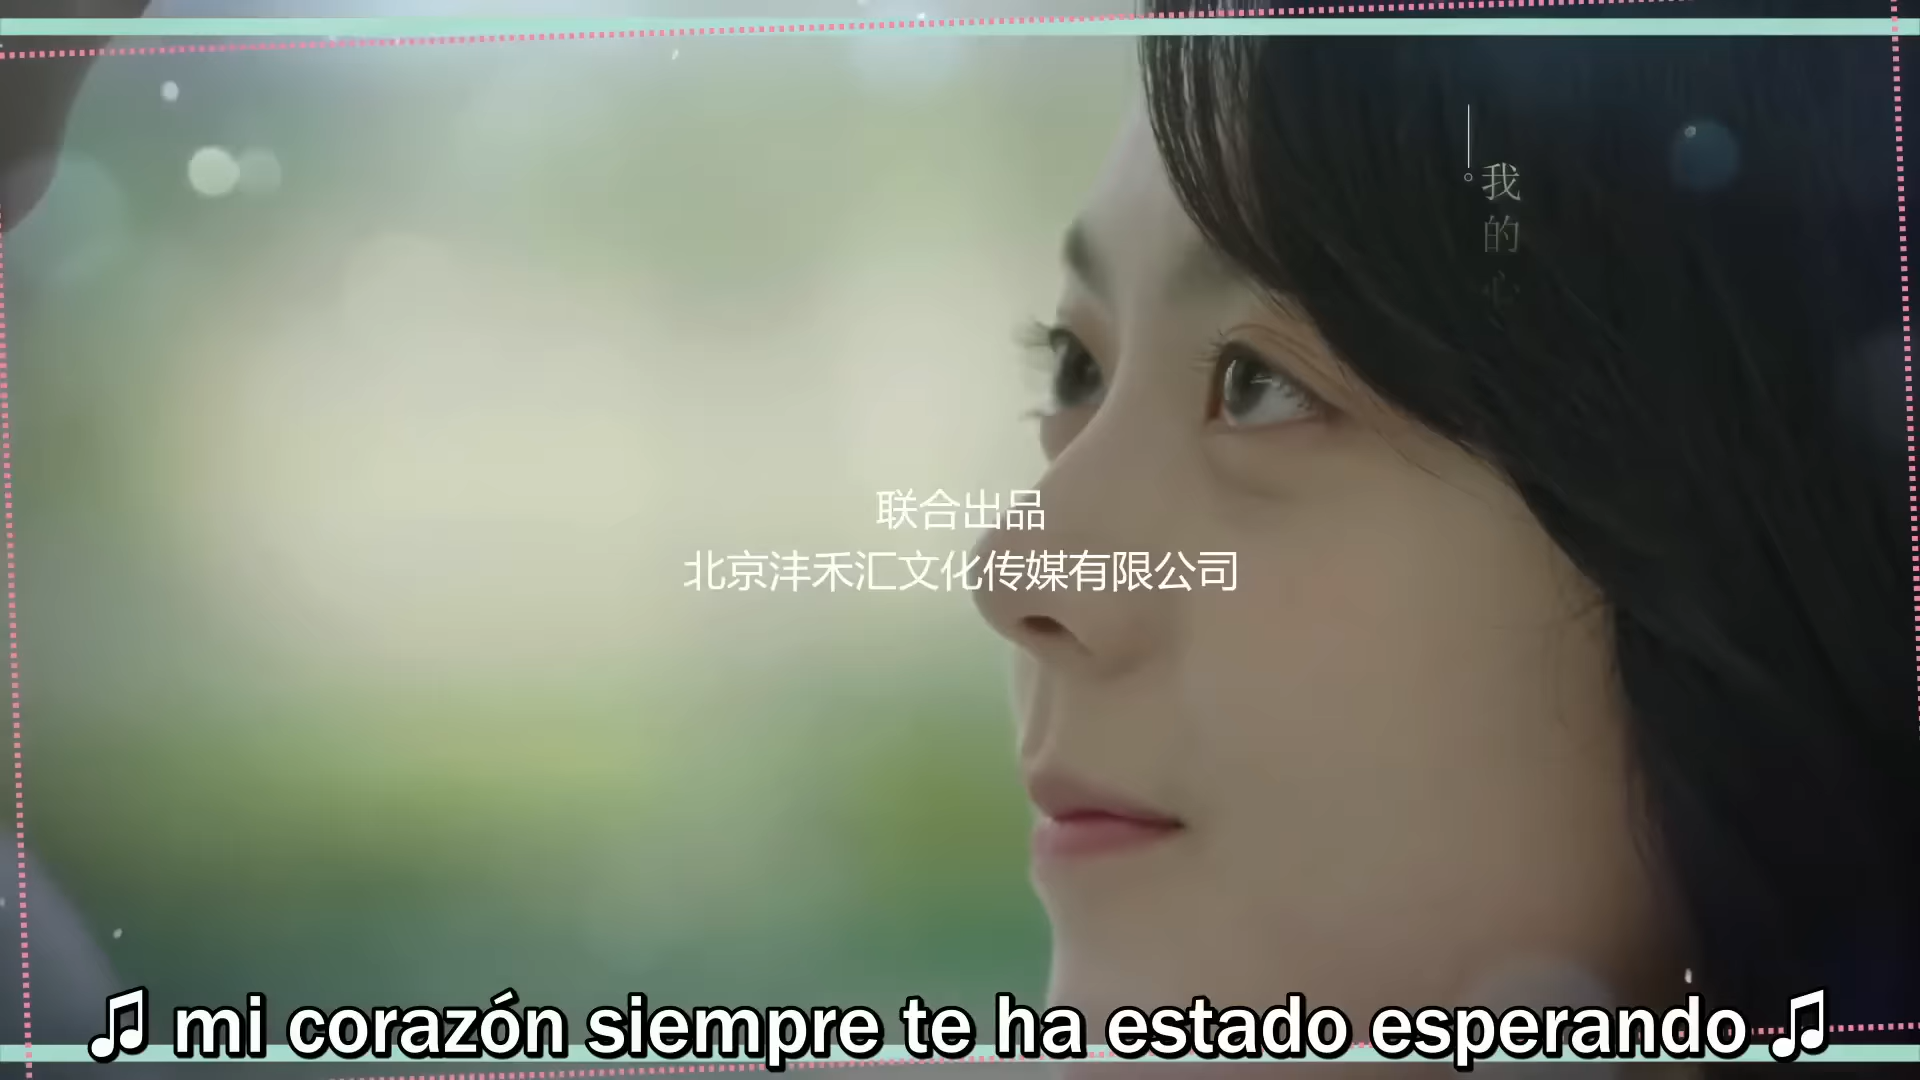 我的心
联合出品
北京沣禾汇文化传媒有限公司
♫ mi corazón siempre te ha estado esperando ♫